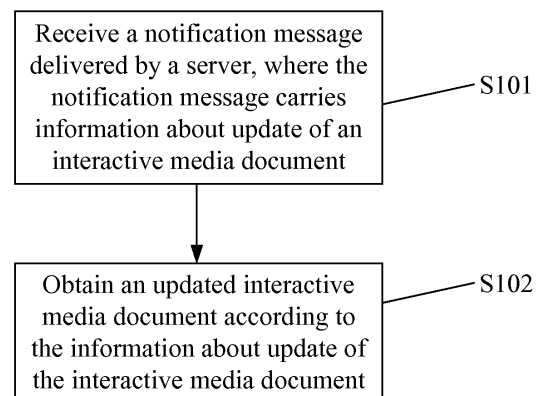 Receive a notification message
delivered by a server, where the
notification message carries
information about update of an
interactive media document
S101
Obtain an updated interactive
media document according to
the information about update of
the interactive media document
S102